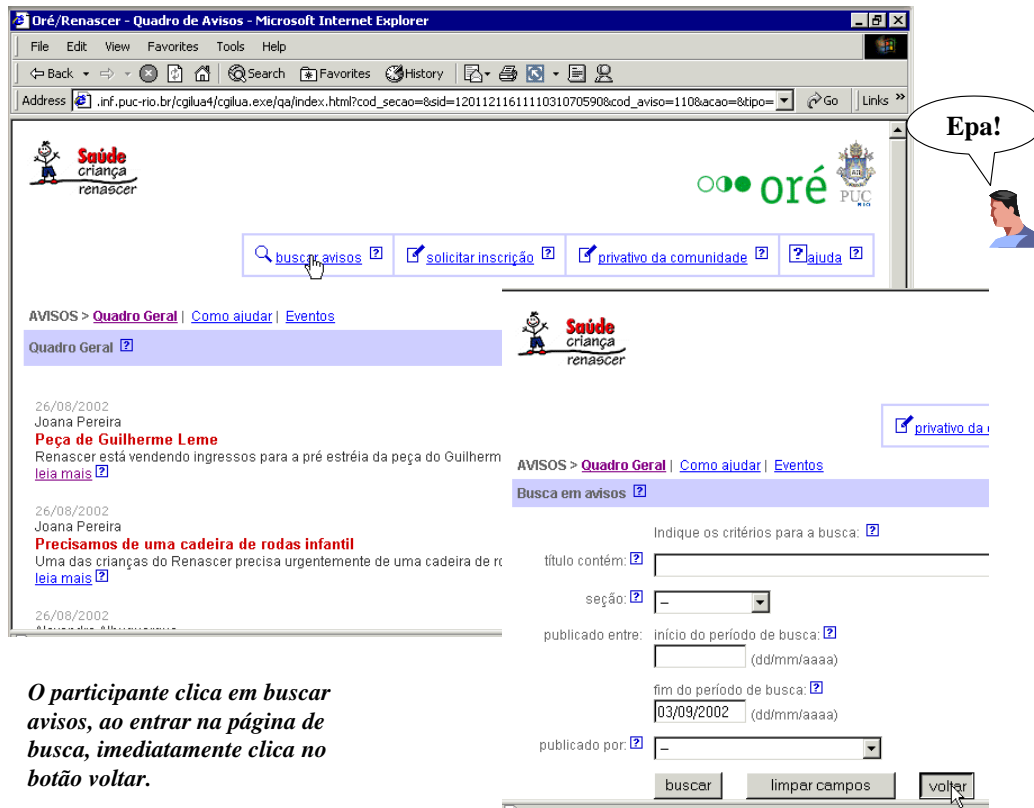 Oré/Renascer - Quadro de Avisos - Microsoft Internet Explorer
File Edit View Favorites Tools Help
Back Search Favorites History
Address .inf.puc-rio.br/cgilua4/cgilua.exe/qa/index.html?cod_secao=&sid=1201121161111031070590&cod_aviso=110&acao=&tipo= Go Links »
Epa!
Saúde
criança
renascer
oré
PUC
RIO
buscar avisos ? solicitar inscrição ? privativo da comunidade ? ? ajuda ?
AVISOS > Quadro Geral | Como ajudar | Eventos
Quadro Geral ?
26/08/2002
Joana Pereira
Peça de Guilherme Leme
Renascer está vendendo ingressos para a pré estréia da peça do Guilherm
leia mais ?
26/08/2002
Joana Pereira
Precisamos de uma cadeira de rodas infantil
Uma das crianças do Renascer precisa urgentemente de uma cadeira de ro
leia mais ?
26/08/2002
Saúde
criança
renascer
privativo da
AVISOS > Quadro Geral | Como ajudar | Eventos
Busca em avisos ?
Indique os critérios para a busca: ?
título contém: ?
seção: ? –
publicado entre: início do período de busca: ?
(dd/mm/aaaa)
fim do período de busca: ?
03/09/2002 (dd/mm/aaaa)
publicado por: ? –
buscar limpar campos voltar
O participante clica em buscar
avisos, ao entrar na página de
busca, imediatamente clica no
botão voltar.